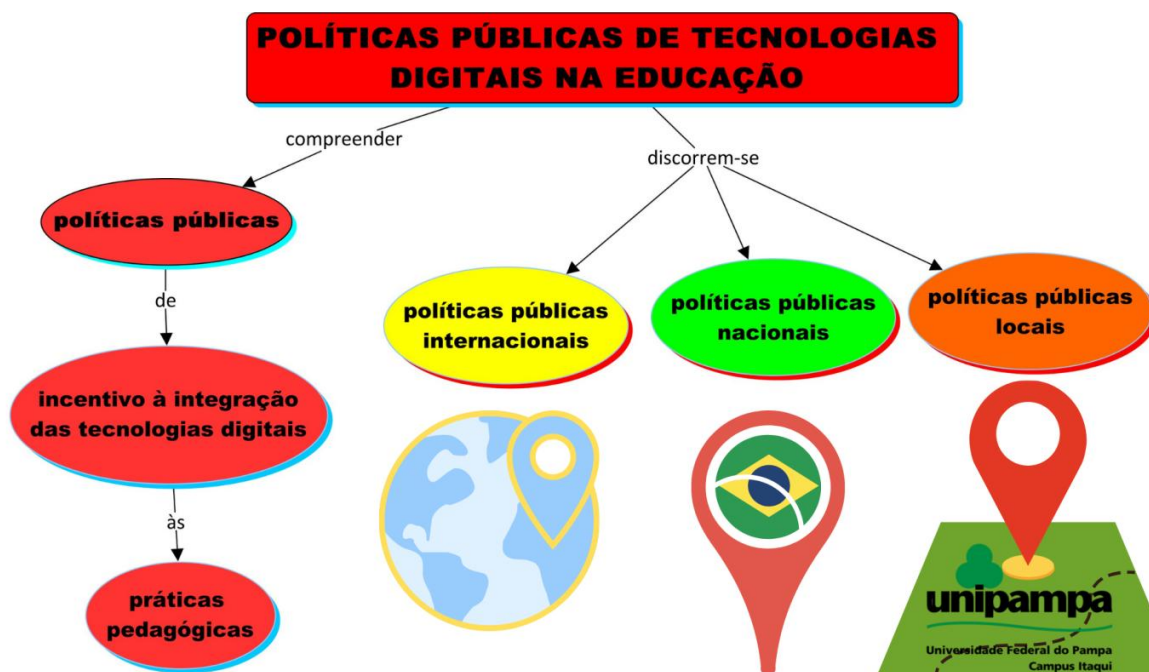 POLÍTICAS PÚBLICAS DE TECNOLOGIAS
DIGITAIS NA EDUCAÇÃO
compreender
discorrem-se
políticas públicas
de
incentivo à integração
das tecnologias digitais
às
práticas
pedagógicas
políticas públicas
internacionais
políticas públicas
nacionais
políticas públicas
locais
unipampa
Universidade Federal do Pampa
Campus Itaqui